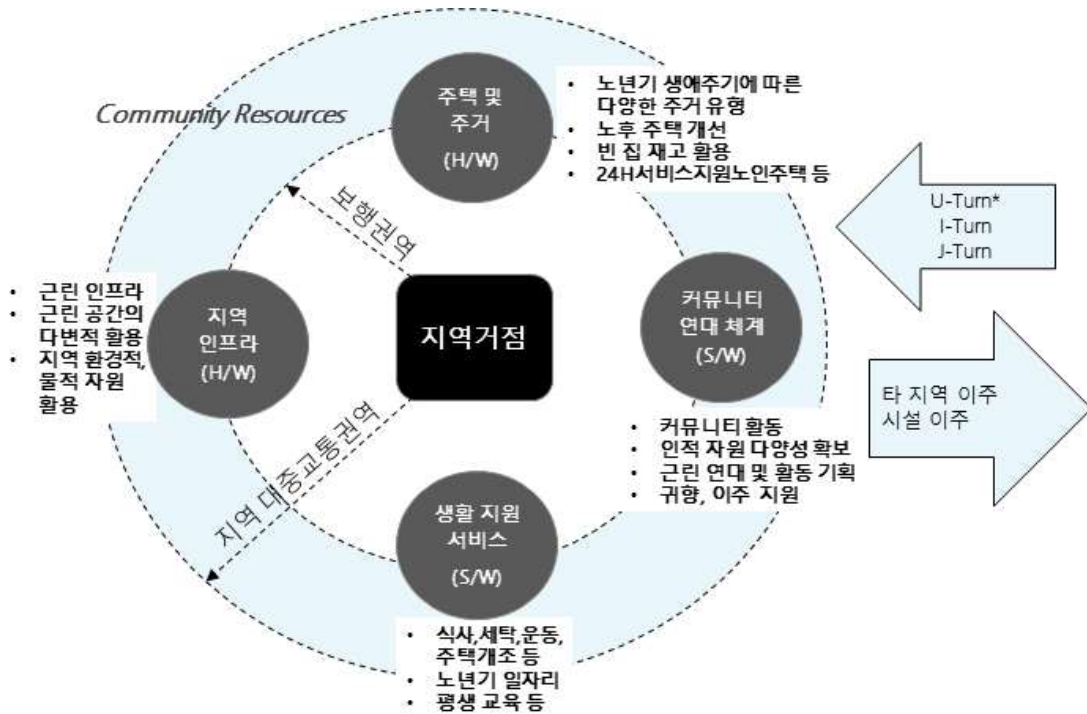 Community Resources
주택 및
주거
(H/W)
• 노년기 생애주기에 따른
다양한 주거 유형
• 노후 주택 개선
• 빈 집 재고 활용
• 24H서비스지원노인주택 등
U-Turn*
I-Turn
J-Turn
보행권역
• 근린 인프라
• 근린 공간의
다변적 활용
• 지역 환경적,
물적 자원
활용
지역
인프라
(H/W)
지역거점
커뮤니티
연대 체계
(S/W)
타 지역 이주
시설 이주
• 커뮤니티 활동
• 인적 자원 다양성 확보
• 근린 연대 및 활동 기획
• 귀향, 이주 지원
지역 대중교통권역
생활 지원
서비스
(S/W)
• 식사,세탁,운동,
주택개조 등
• 노년기 일자리
• 평생 교육 등